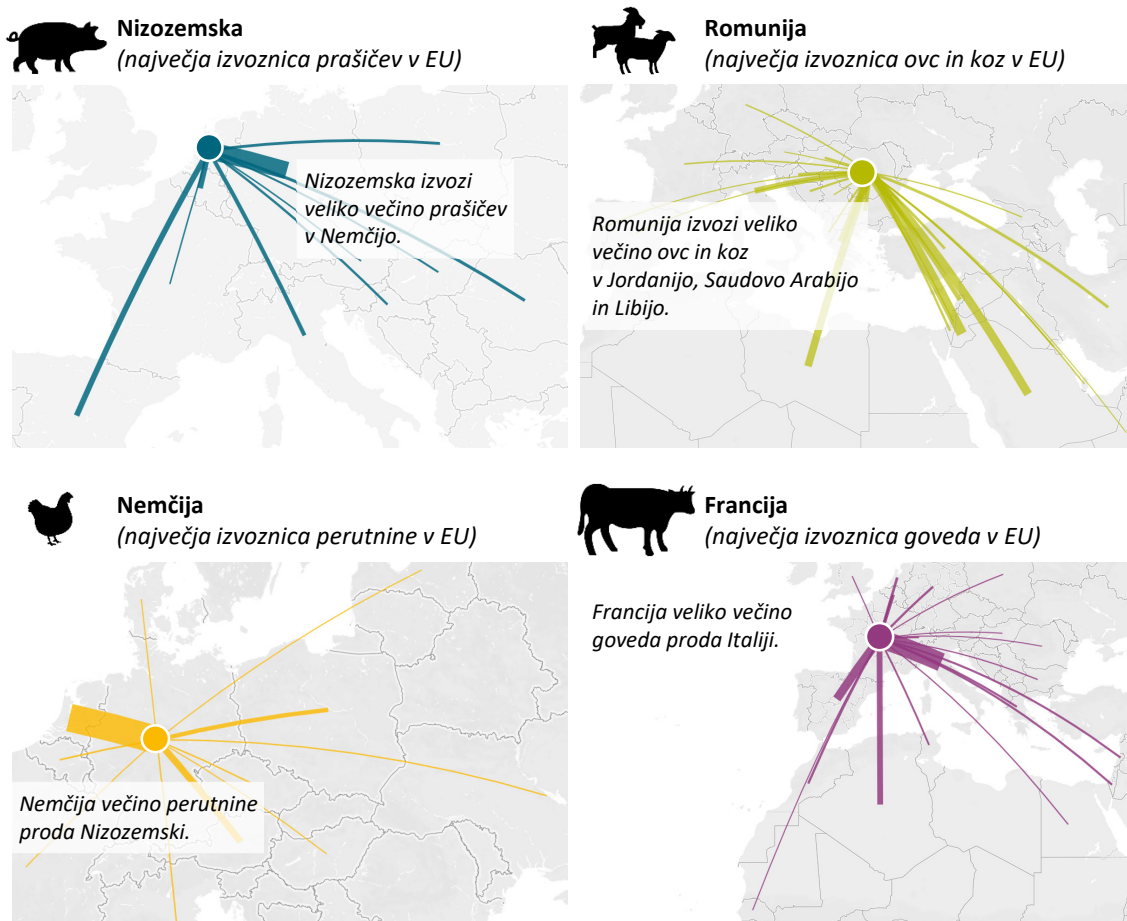 Nizozemska
(največja izvoznica prašičev v EU)
Nizozemska izvozi
veliko večino prašičev
v Nemčijo.
Romunija
(največja izvoznica ovc in koz v EU)
Romunija izvozi veliko
večino ovc in koz
v Jordanijo, Saudovo Arabijo
in Libijo.
Nemčija
(največja izvoznica perutnine v EU)
Nemčija večino perutnine
proda Nizozemski.
Francija
(največja izvoznica goveda v EU)
Francija veliko večino
goveda proda Italiji.